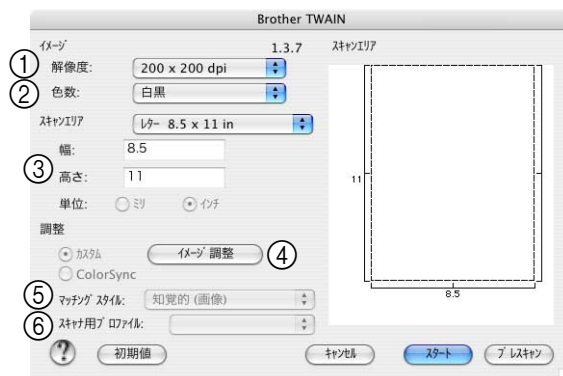 Brother TWAIN
イメージ 1.3.7 スキャンエリア
① 解像度: 200 x 200 dpi
② 色数: 白黒
スキャンエリア レター 8.5 x 11 in
幅: 8.5
③ 高さ: 11
単位: ミリ インチ
調整
カスタム イメージ調整 ④
ColorSync
⑤ マッチングスタイル: 知覚的 (画像)
⑥ スキャナ用プロファイル:
? 初期値 キャンセル スタート プレスキャン
11
8.5